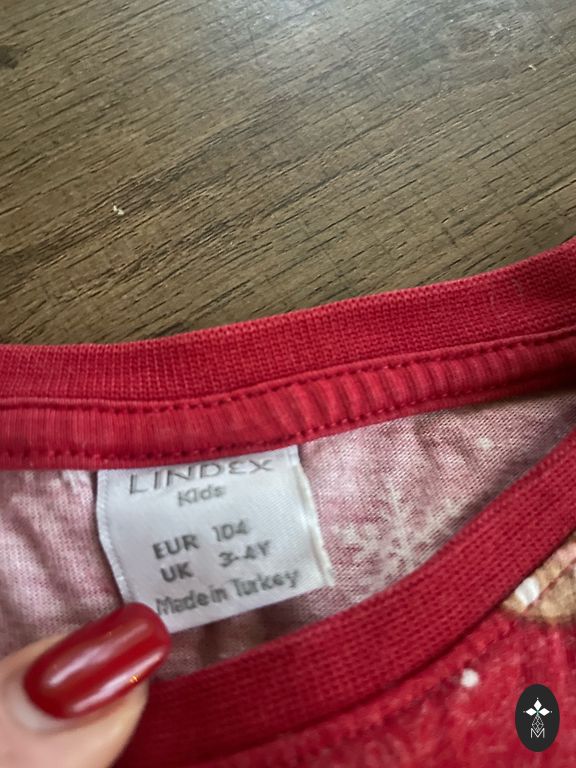 LINDEX
Kids
EUR 104
UK 3-4Y
Made in Turkey